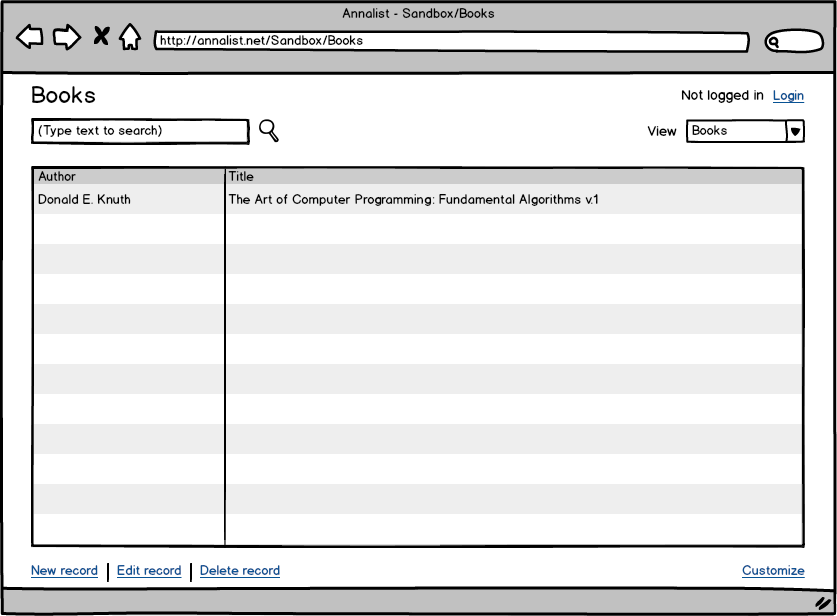 Annalist - Sandbox/Books
http://annalist.net/Sandbox/Books
Books
Not logged in Login
(Type text to search)
View Books
Author Title
Donald E. Knuth The Art of Computer Programming: Fundamental Algorithms v.1
New record Edit record Delete record Customize